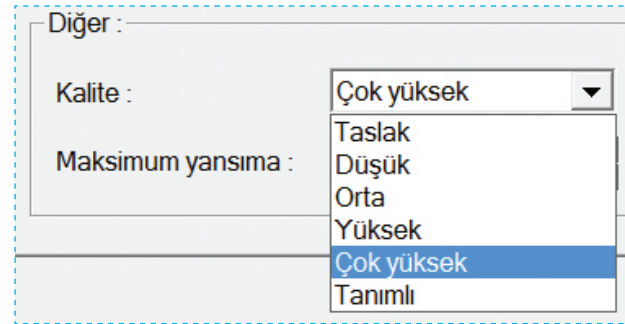 Diğer :
Kalite :
Çok yüksek
Taslak
Düşük
Maksimum yansıma :
Orta
Yüksek
Çok yüksek
Tanımlı